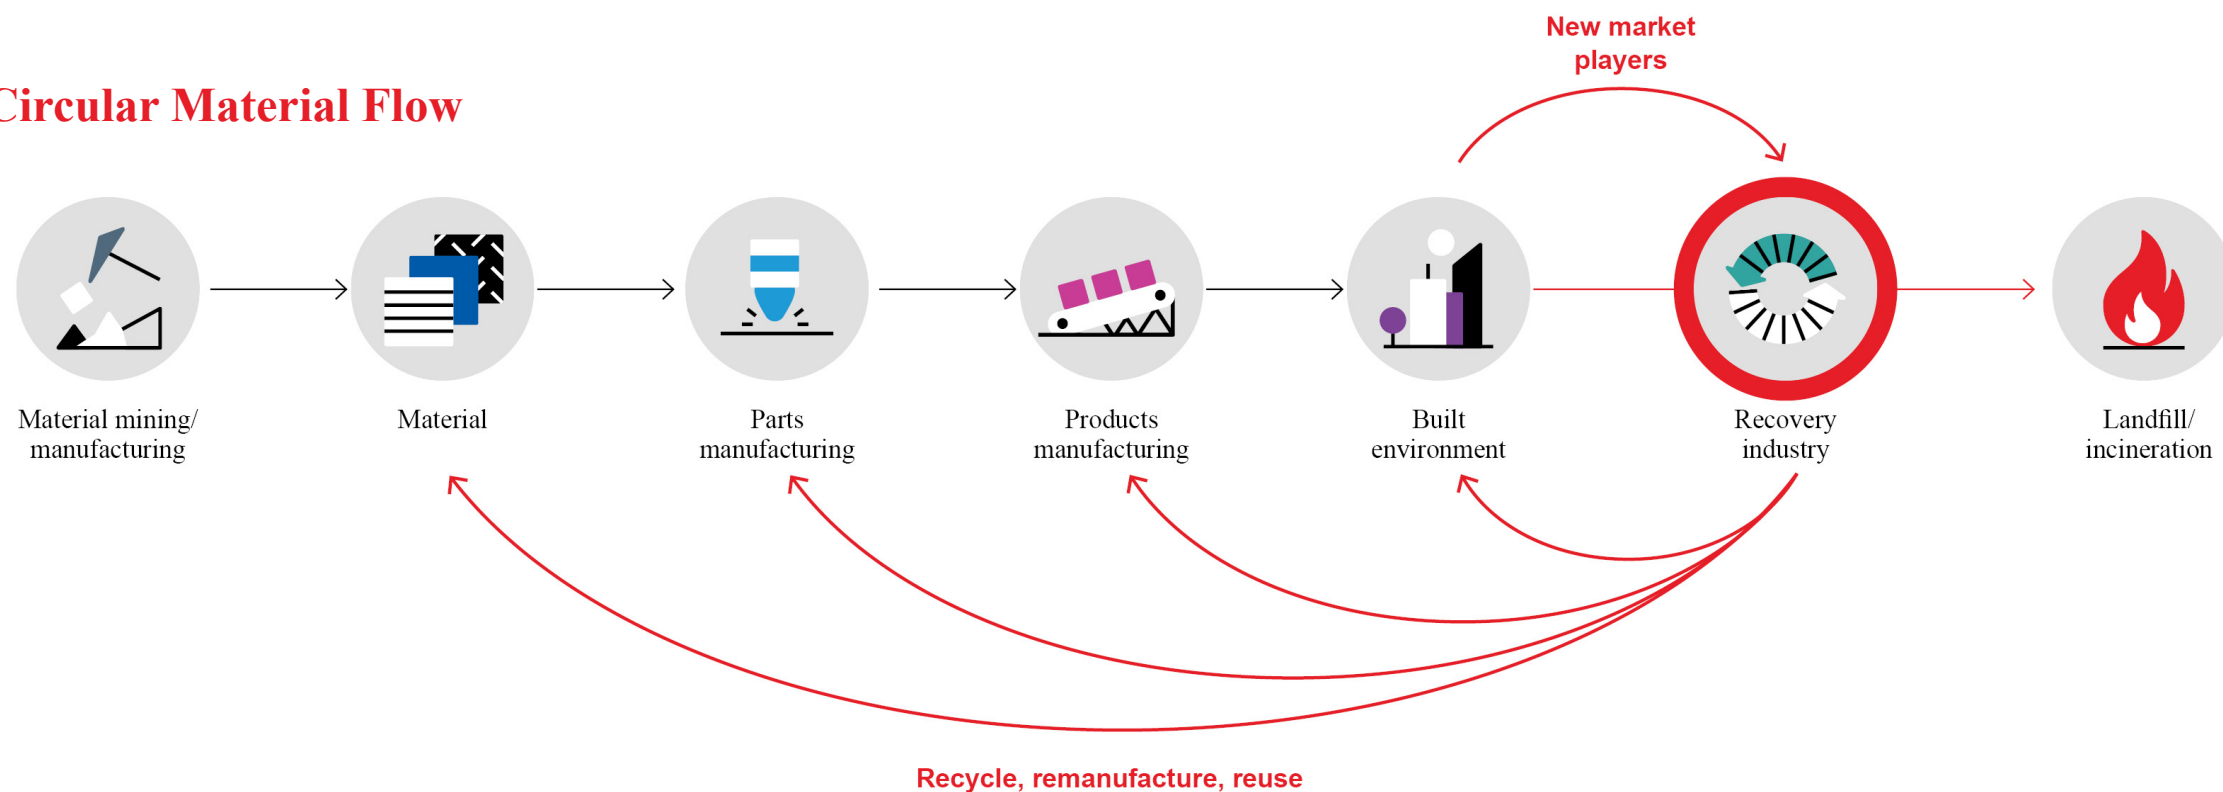 New market
players
Circular Material Flow
Material mining/
manufacturing
Material
Parts
manufacturing
Products
manufacturing
Built
environment
Recovery
industry
Landfill/
incineration
Recycle, remanufacture, reuse